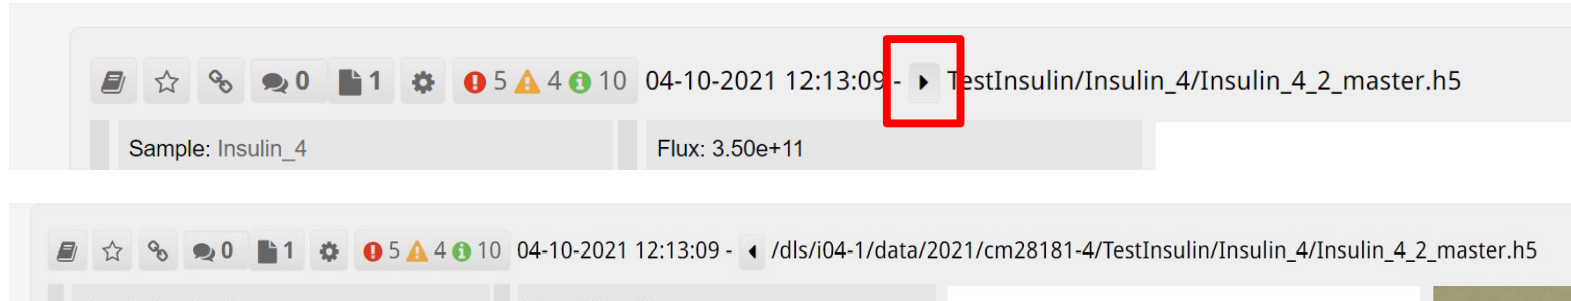 0 1 5 4 10 04-10-2021 12:13:09 - TestInsulin/Insulin_4/Insulin_4_2_master.h5
Sample: Insulin_4 Flux: 3.50e+11
0 1 5 4 10 04-10-2021 12:13:09 - /dls/i04-1/data/2021/cm28181-4/TestInsulin/Insulin_4/Insulin_4_2_master.h5